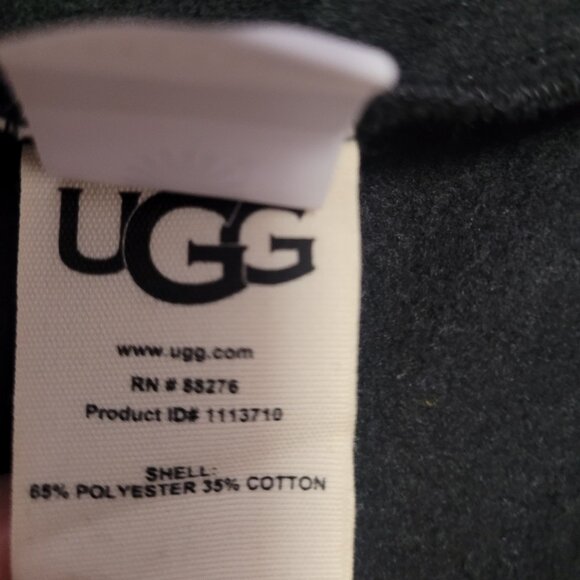 UGG
www.ugg.com
RN # 88276
Product ID# 1113710
SHELL:
65% POLYESTER 35% COTTON